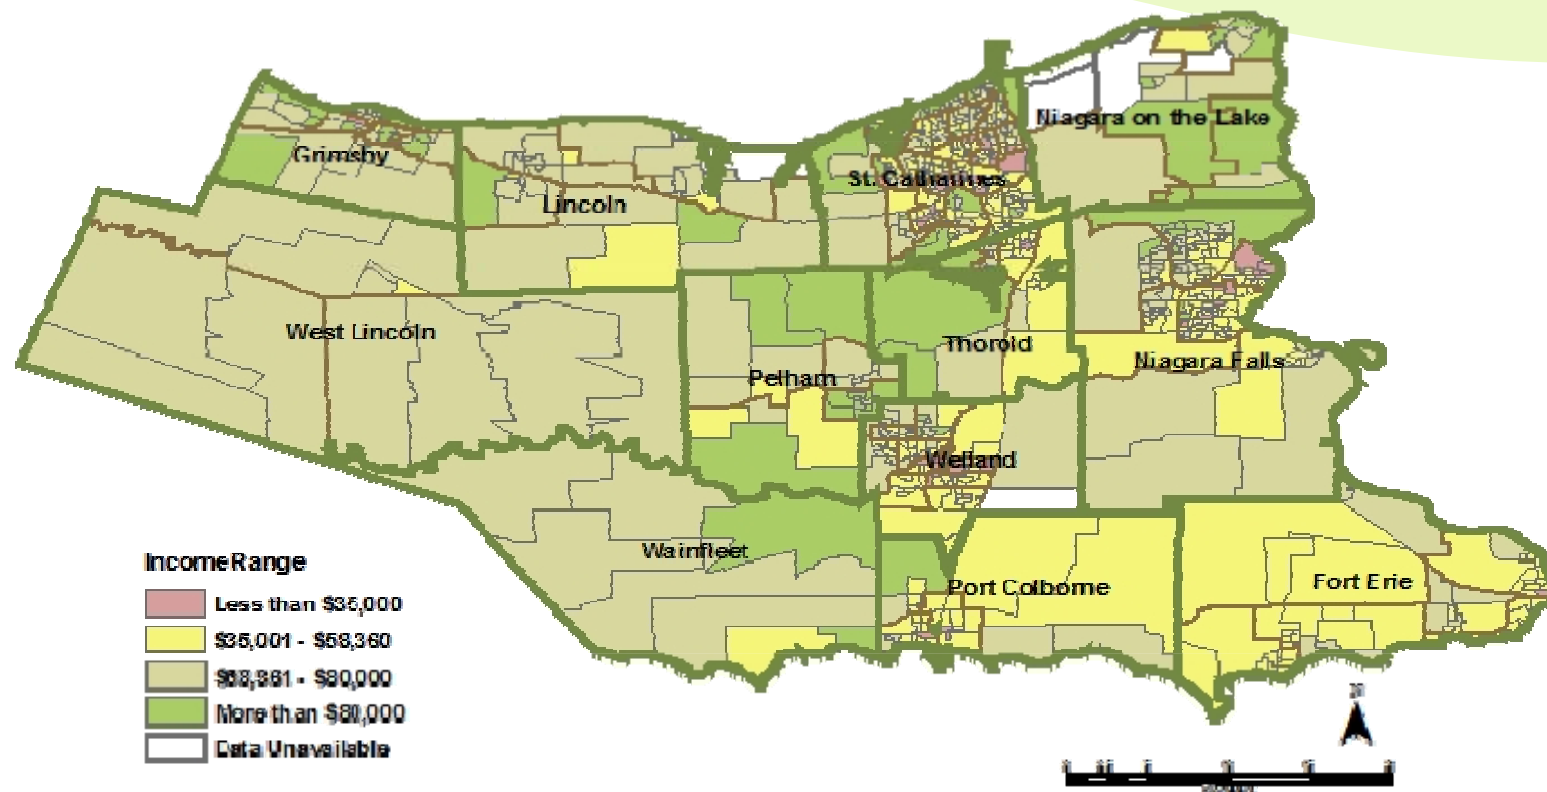 Niagara on the Lake
Grimsby
St. Catharines
Lincoln
West Lincoln
Thorold
Niagara Falls
Pelham
Welland
Wainfleet
Port Colborne
Fort Erie
Income Range
Less than $35,000
$35,001 - $58,360
- $80,000
More than $80,000
Data Unavailable